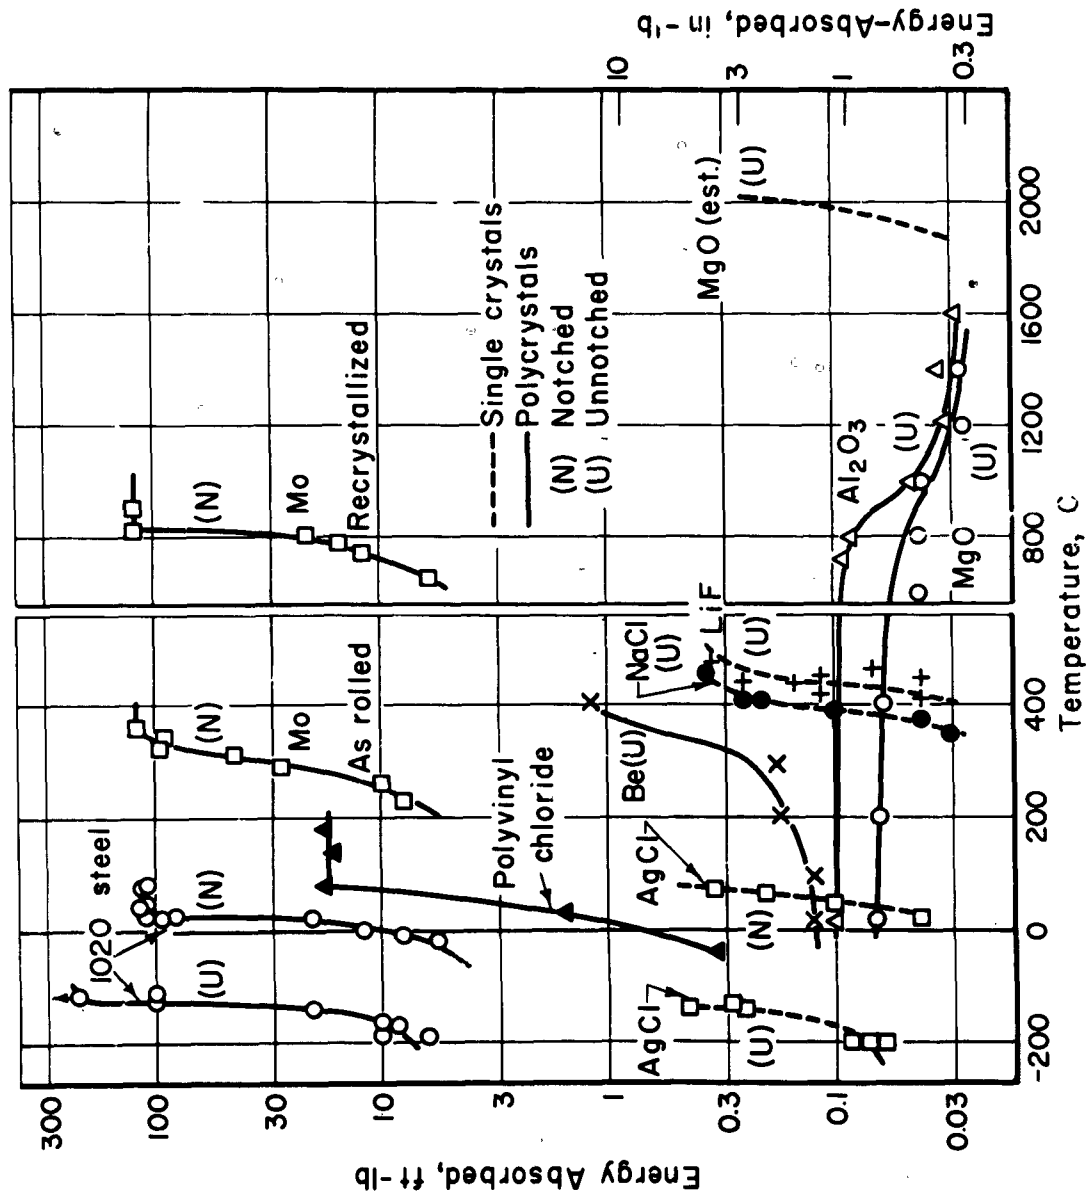 Energy Absorbed, ft-lb
300
100
10
3
1
0.3
0.1
0.03
30
Energy-Absorbed, in-lb
10
3
1
0.3
-200
0
200
400
800
1200
1600
2000
Temperature, C
1020 steel
(U)
(N)
(N)
Mo
As rolled
(N)
Mo
Recrystallized
Polyvinyl
chloride
Single crystals
Polycrystals
(N) Notched
(U) Unnotched
AgCl
(U)
AgCl
(N)
Be(U)
NaCl
(U)
LiF
(U)
Al2O3
(U)
MgO
(U)
MgO (est.)
(U)